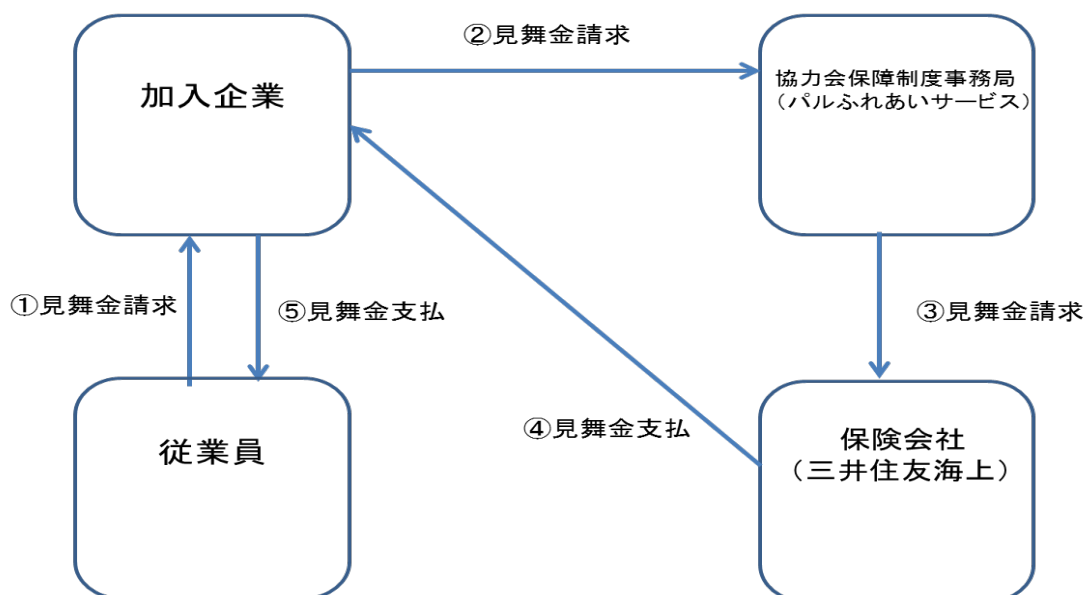 ②見舞金請求
加入企業
協力会保障制度事務局
（パルふれあいサービス）
①見舞金請求
⑤見舞金支払
③見舞金請求
④見舞金支払
従業員
保険会社
（三井住友海上）